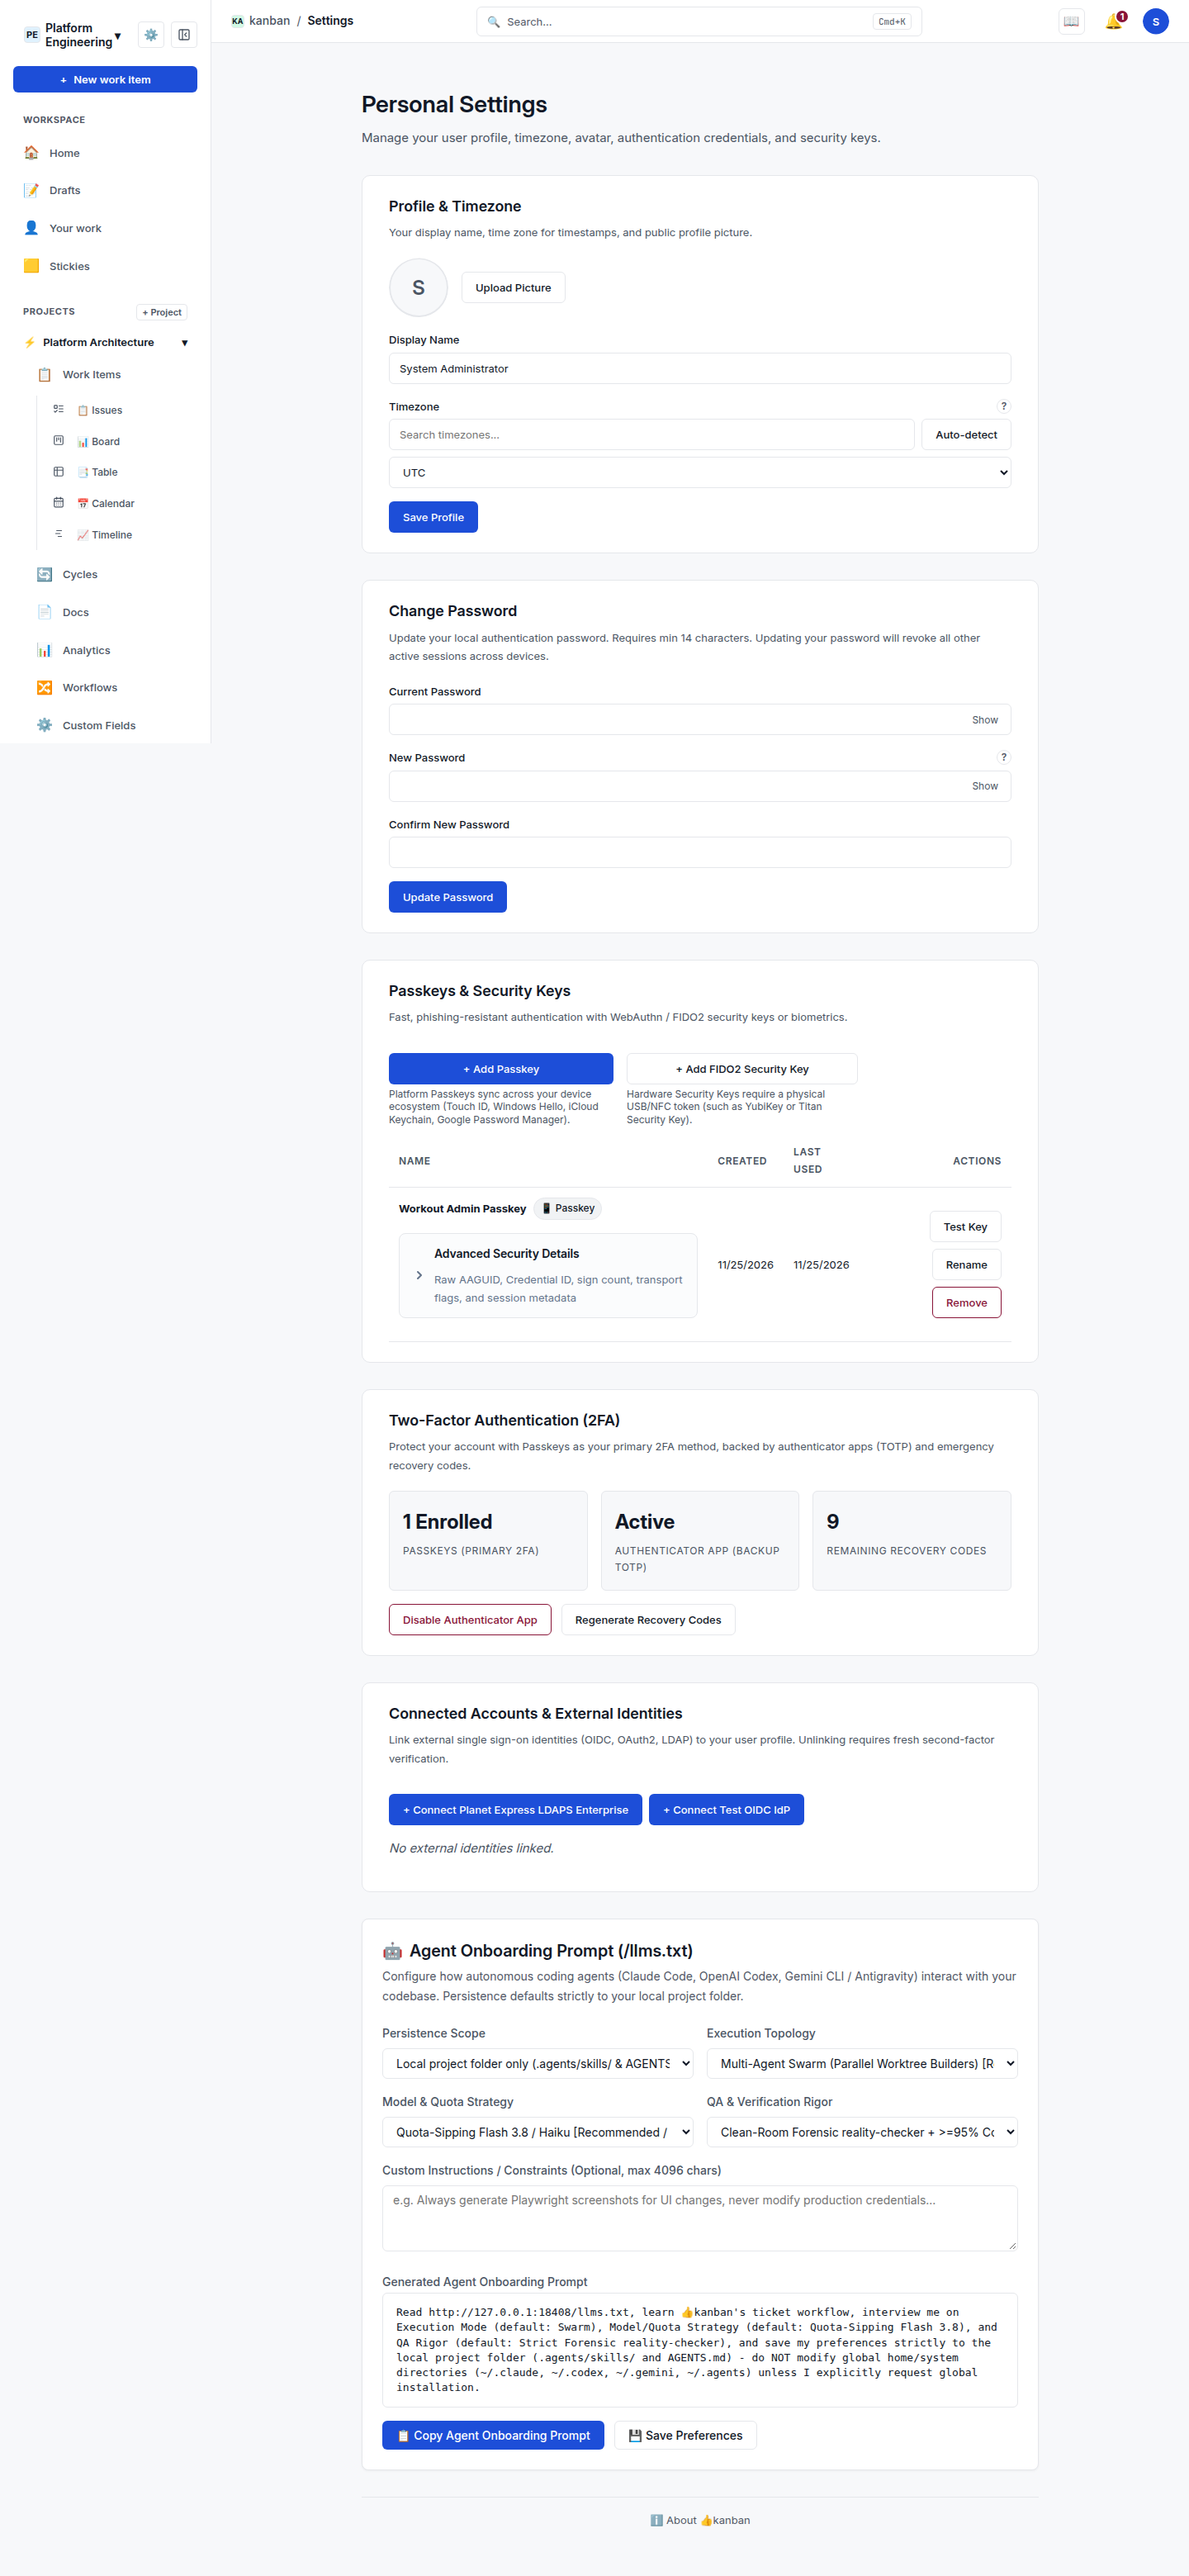 PE
Platform
Engineering ▾
⚙️
+ New work item
WORKSPACE
🏠 Home
📝 Drafts
👤 Your work
🟨 Stickies
PROJECTS
+ Project
⚡ Platform Architecture ▾
📋 Work Items
📋 Issues
📊 Board
📑 Table
📅 Calendar
📈 Timeline
🔄 Cycles
📄 Docs
📊 Analytics
🔀 Workflows
⚙️ Custom Fields
KA kanban / Settings
🔍 Search...
Cmd+K
📖
🔔 1
S
Personal Settings
Manage your user profile, timezone, avatar, authentication credentials, and security keys.
Profile & Timezone
Your display name, time zone for timestamps, and public profile picture.
S
Upload Picture
Display Name
System Administrator
Timezone
?
Search timezones...
Auto-detect
UTC
Save Profile
Change Password
Update your local authentication password. Requires min 14 characters. Updating your password will revoke all other
active sessions across devices.
Current Password
Show
New Password
?
Show
Confirm New Password
Update Password
Passkeys & Security Keys
Fast, phishing-resistant authentication with WebAuthn / FIDO2 security keys or biometrics.
+ Add Passkey
Platform Passkeys sync across your device
ecosystem (Touch ID, Windows Hello, iCloud
Keychain, Google Password Manager).
+ Add FIDO2 Security Key
Hardware Security Keys require a physical
USB/NFC token (such as YubiKey or Titan
Security Key).
NAME
CREATED
LAST
USED
ACTIONS
Workout Admin Passkey 📱 Passkey
Advanced Security Details
Raw AAGUID, Credential ID, sign count, transport
flags, and session metadata
11/25/2026
11/25/2026
Test Key
Rename
Remove
Two-Factor Authentication (2FA)
Protect your account with Passkeys as your primary 2FA method, backed by authenticator apps (TOTP) and emergency
recovery codes.
1 Enrolled
PASSKEYS (PRIMARY 2FA)
Active
AUTHENTICATOR APP (BACKUP
TOTP)
9
REMAINING RECOVERY CODES
Disable Authenticator App
Regenerate Recovery Codes
Connected Accounts & External Identities
Link external single sign-on identities (OIDC, OAuth2, LDAP) to your user profile. Unlinking requires fresh second-factor
verification.
+ Connect Planet Express LDAPS Enterprise
+ Connect Test OIDC IdP
No external identities linked.
🤖 Agent Onboarding Prompt (/llms.txt)
Configure how autonomous coding agents (Claude Code, OpenAI Codex, Gemini CLI / Antigravity) interact with your
codebase. Persistence defaults strictly to your local project folder.
Persistence Scope
Local project folder only (.agents/skills/ & AGENTS
Execution Topology
Multi-Agent Swarm (Parallel Worktree Builders) [R
Model & Quota Strategy
Quota-Sipping Flash 3.8 / Haiku [Recommended /
QA & Verification Rigor
Clean-Room Forensic reality-checker + >=95% Co
Custom Instructions / Constraints (Optional, max 4096 chars)
e.g. Always generate Playwright screenshots for UI changes, never modify production credentials...
Generated Agent Onboarding Prompt
Read http://127.0.0.1:18408/llms.txt, learn 👍kanban's ticket workflow, interview me on
Execution Mode (default: Swarm), Model/Quota Strategy (default: Quota-Sipping Flash 3.8), and
QA Rigor (default: Strict Forensic reality-checker), and save my preferences strictly to the
local project folder (.agents/skills/ and AGENTS.md) - do NOT modify global home/system
directories (~/.claude, ~/.codex, ~/.gemini, ~/.agents) unless I explicitly request global
installation.
📋 Copy Agent Onboarding Prompt
💾 Save Preferences
ℹ️ About 👍kanban